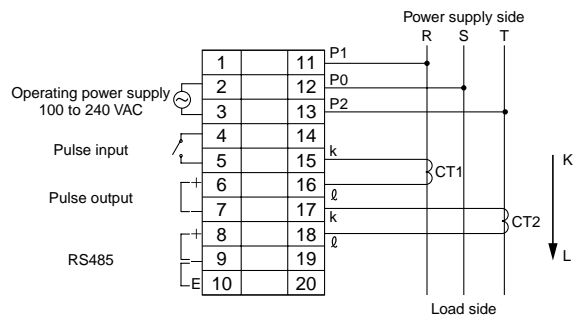 Power supply side
R S T
1 11 P1
2 12 P0
3 13 P2
Operating power supply
100 to 240 VAC
4 14
Pulse input
5 15 k
CT1
K
6 16 ℓ
+
Pulse output
7 17 k
CT2
8 18 ℓ
+
RS485
9 19
E 10 20
L
Load side